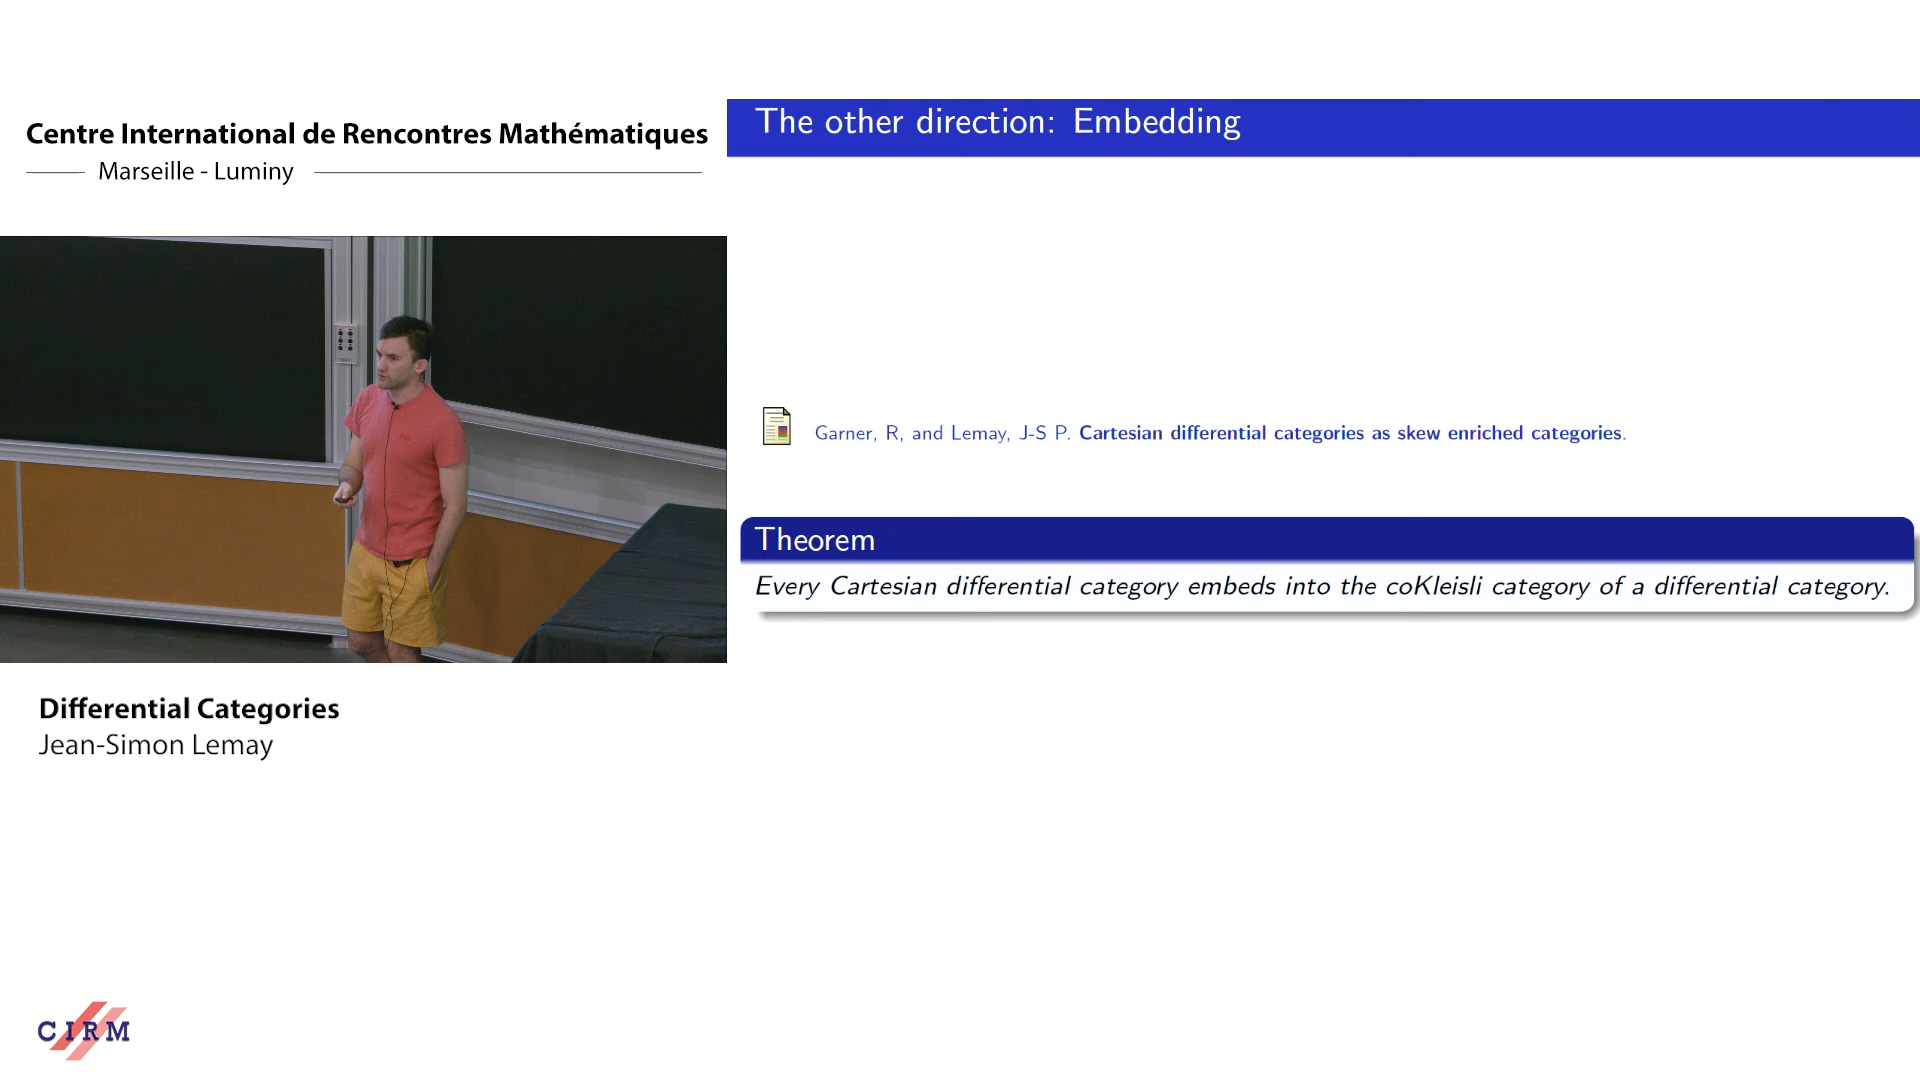 Centre International de Rencontres Mathématiques
Marseille - Luminy
The other direction: Embedding
Garner, R, and Lemay, J-S P. Cartesian differential categories as skew enriched categories.
Theorem
Every Cartesian differential category embeds into the coKleisli category of a differential category.
Differential Categories
Jean-Simon Lemay
CIRM